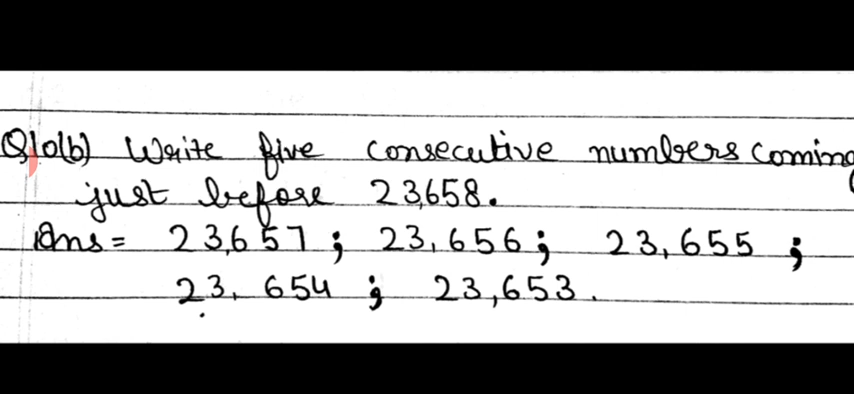 Q10(b) Write five consecutive numbers coming
just before 23,658.
Ans = 23,657 ; 23,656 ; 23,655 ;
23, 654 ; 23,653.